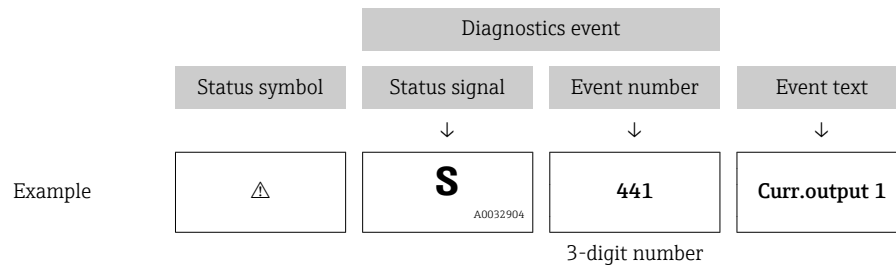 Diagnostics event
Status symbol Status signal Event number Event text
↓ ↓ ↓
Example ⚠ S 441 Curr.output 1
A0032904
3-digit number